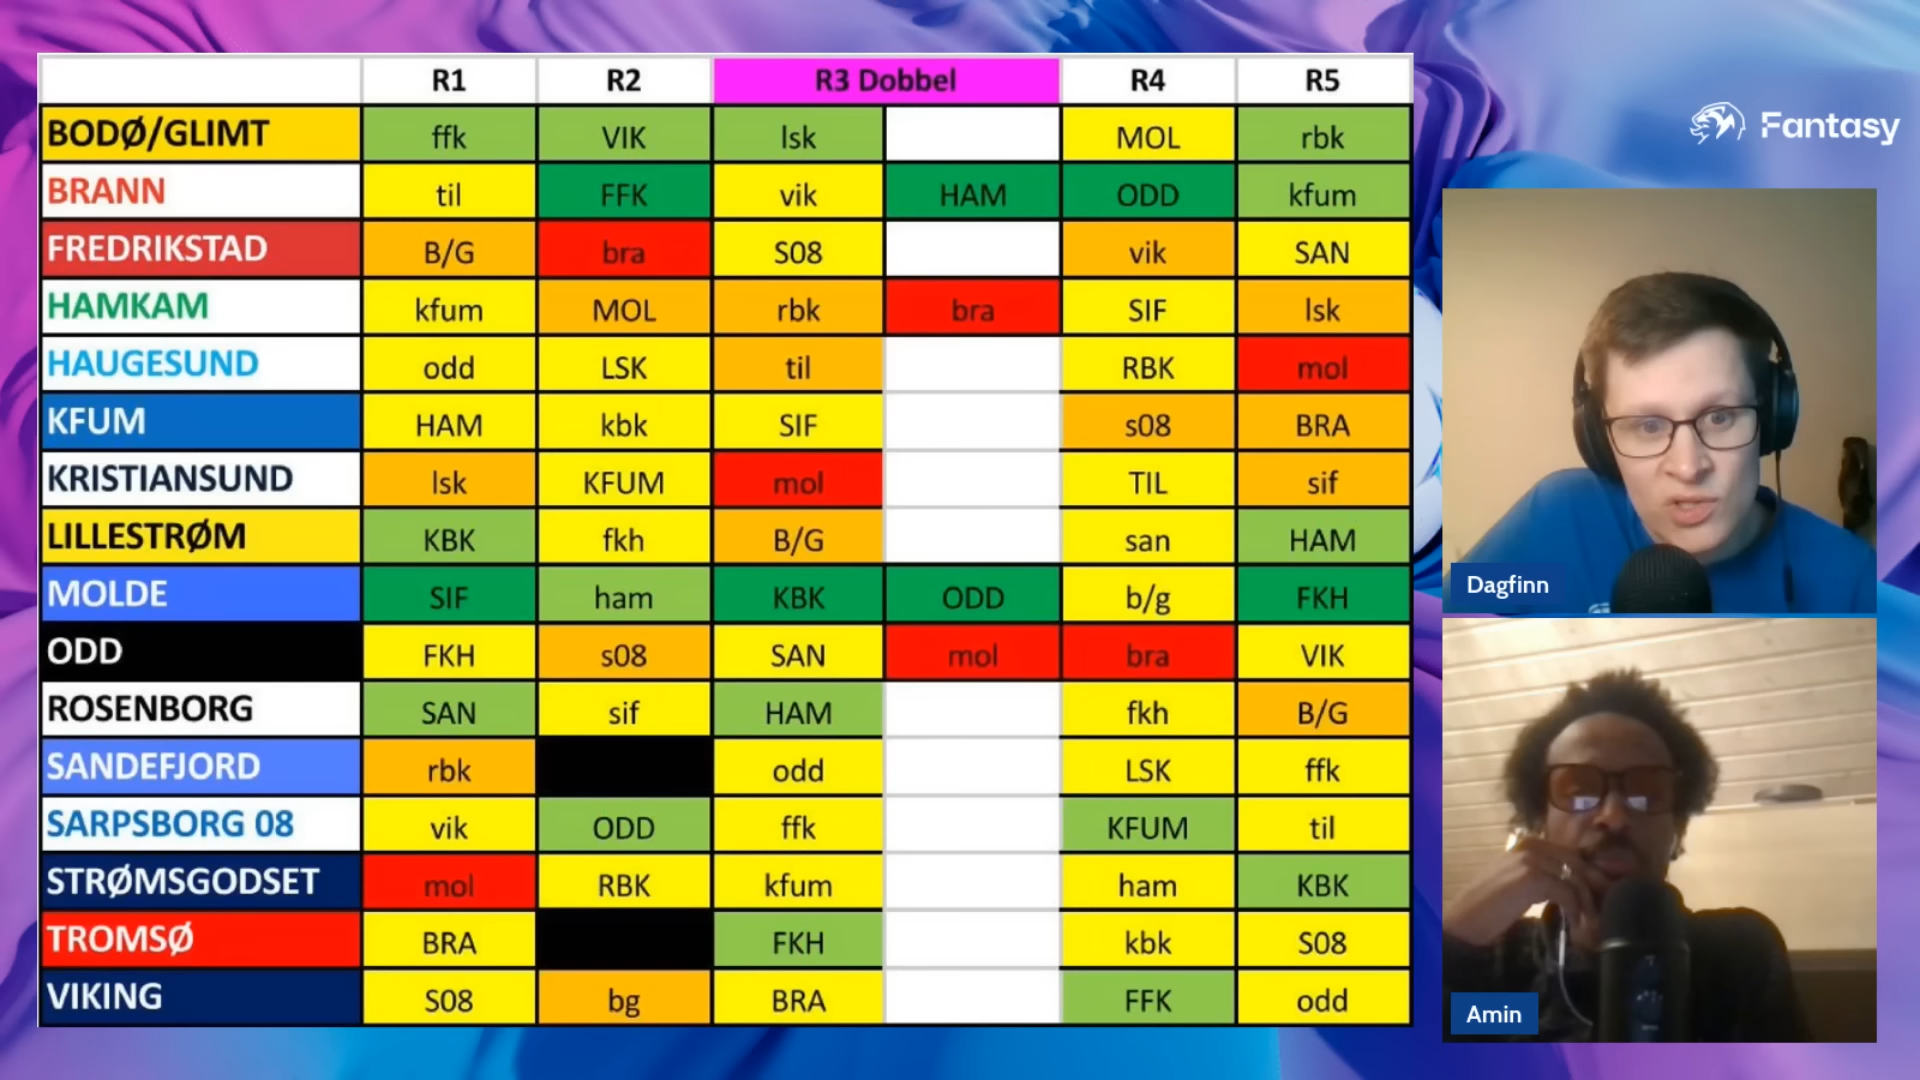 R1 R2 R3 Dobbel R4 R5
BODØ/GLIMT ffk VIK lsk MOL rbk
BRANN til FFK vik HAM ODD kfum
FREDRIKSTAD B/G bra S08 vik SAN
HAMKAM kfum MOL rbk bra SIF lsk
HAUGESUND odd LSK til RBK mol
KFUM HAM kbk SIF s08 BRA
KRISTIANSUND lsk KFUM mol TIL sif
LILLESTRØM KBK fkh B/G san HAM
MOLDE SIF ham KBK ODD b/g FKH
ODD FKH s08 SAN mol bra VIK
ROSENBORG SAN sif HAM fkh B/G
SANDEFJORD rbk odd LSK ffk
SARPSBORG 08 vik ODD ffk KFUM til
STRØMSGODSET mol RBK kfum ham KBK
TROMSØ BRA FKH kbk S08
VIKING S08 bg BRA FFK odd
Fantasy
Dagfinn
Amin